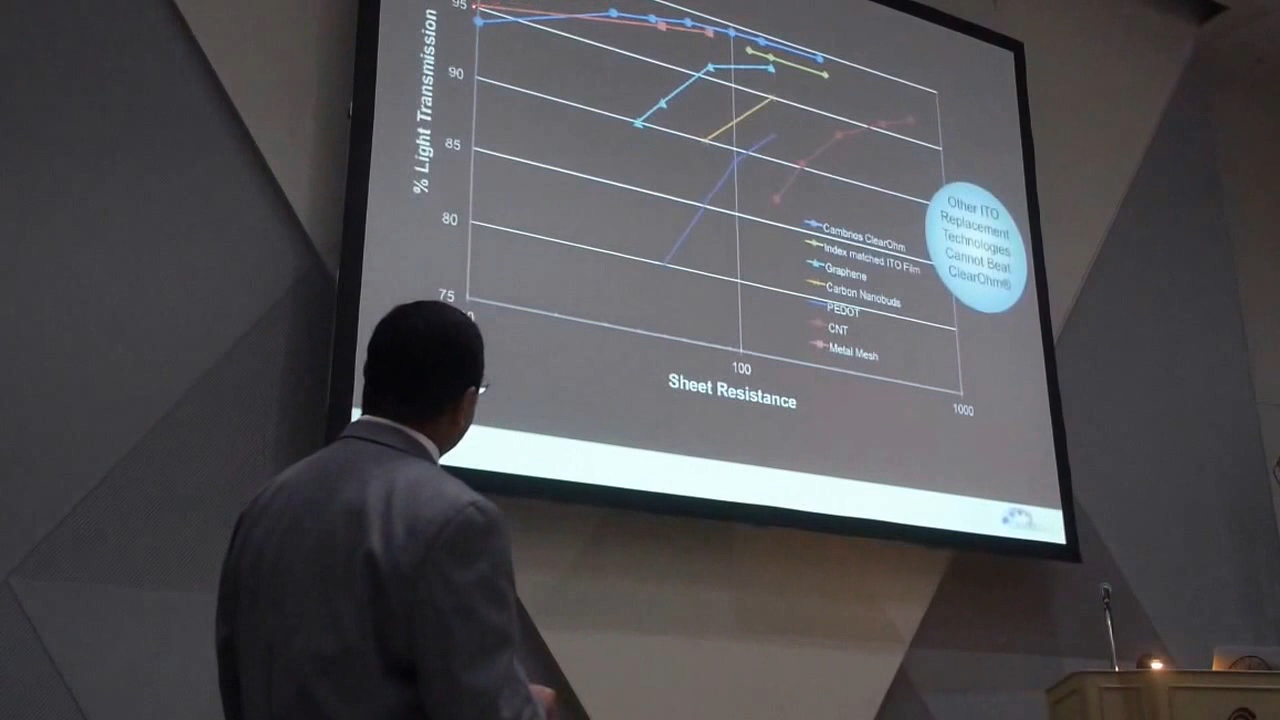 95
90
85
80
75
% Light Transmission
100
1000
Sheet Resistance
Cambrios ClearOhm
Index matched ITO Film
Graphene
Carbon Nanobuds
PEDOT
CNT
Metal Mesh
Other ITO
Replacement
Technologies
Cannot Beat
ClearOhm®